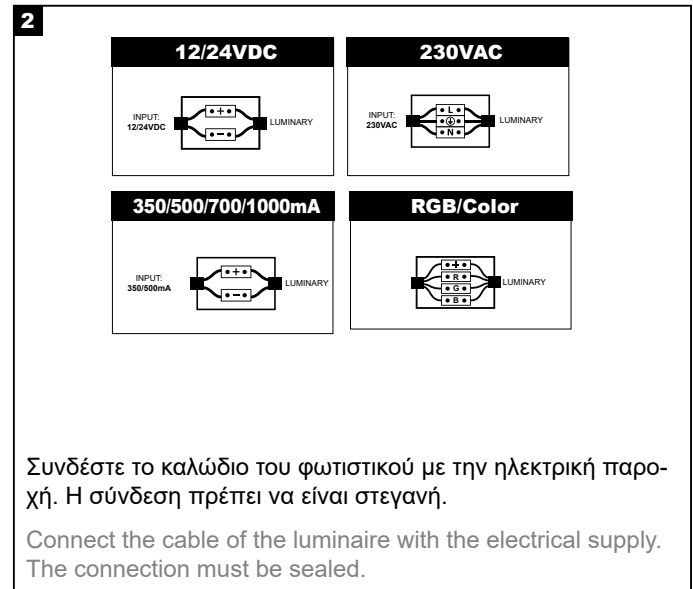 2
12/24VDC
INPUT:
12/24VDC
+
-
LUMINARY
230VAC
INPUT:
230VAC
L
N
LUMINARY
350/500/700/1000mA
INPUT:
350/500mA
+
-
LUMINARY
RGB/Color
+
R
G
B
LUMINARY
Συνδέστε το καλώδιο του φωτιστικού με την ηλεκτρική παρο-
χή. Η σύνδεση πρέπει να είναι στεγανή.
Connect the cable of the luminaire with the electrical supply.
The connection must be sealed.